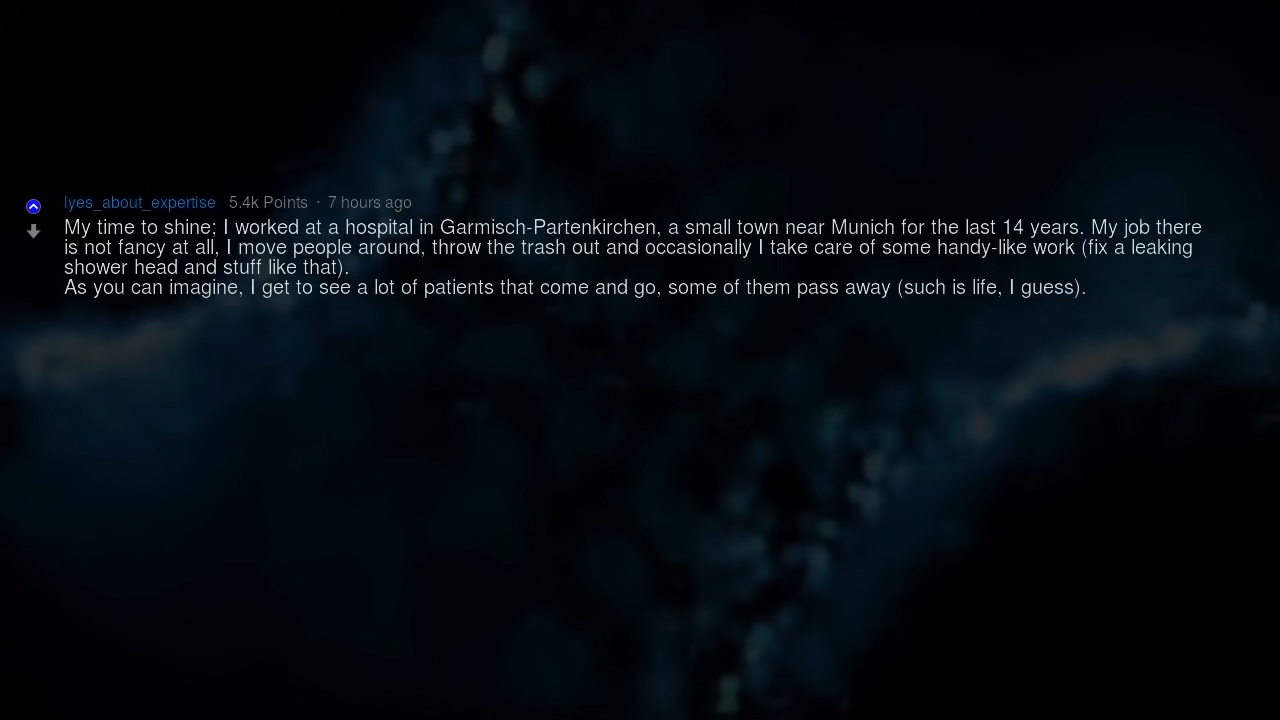 lyes_about_expertise 5.4k Points · 7 hours ago
My time to shine; I worked at a hospital in Garmisch-Partenkirchen, a small town near Munich for the last 14 years. My job there
is not fancy at all, I move people around, throw the trash out and occasionally I take care of some handy-like work (fix a leaking
shower head and stuff like that).
As you can imagine, I get to see a lot of patients that come and go, some of them pass away (such is life, I guess).